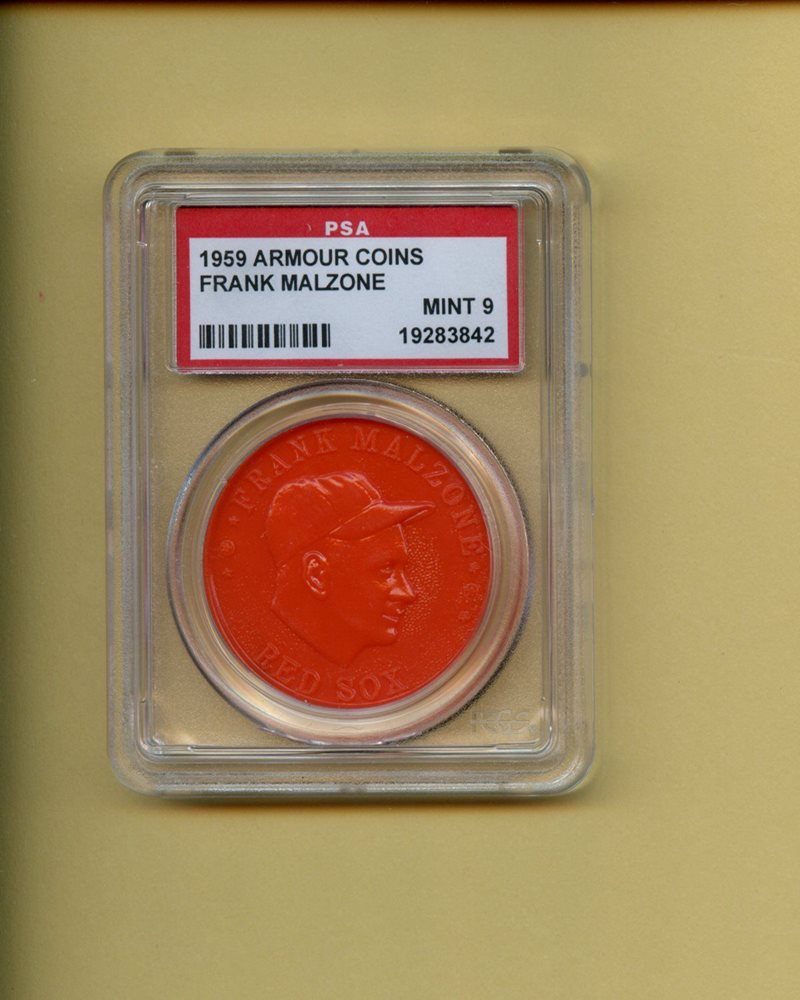 PSA
1959 ARMOUR COINS
FRANK MALZONE
MINT 9
19283842
FRANK MALZONE
RED SOX